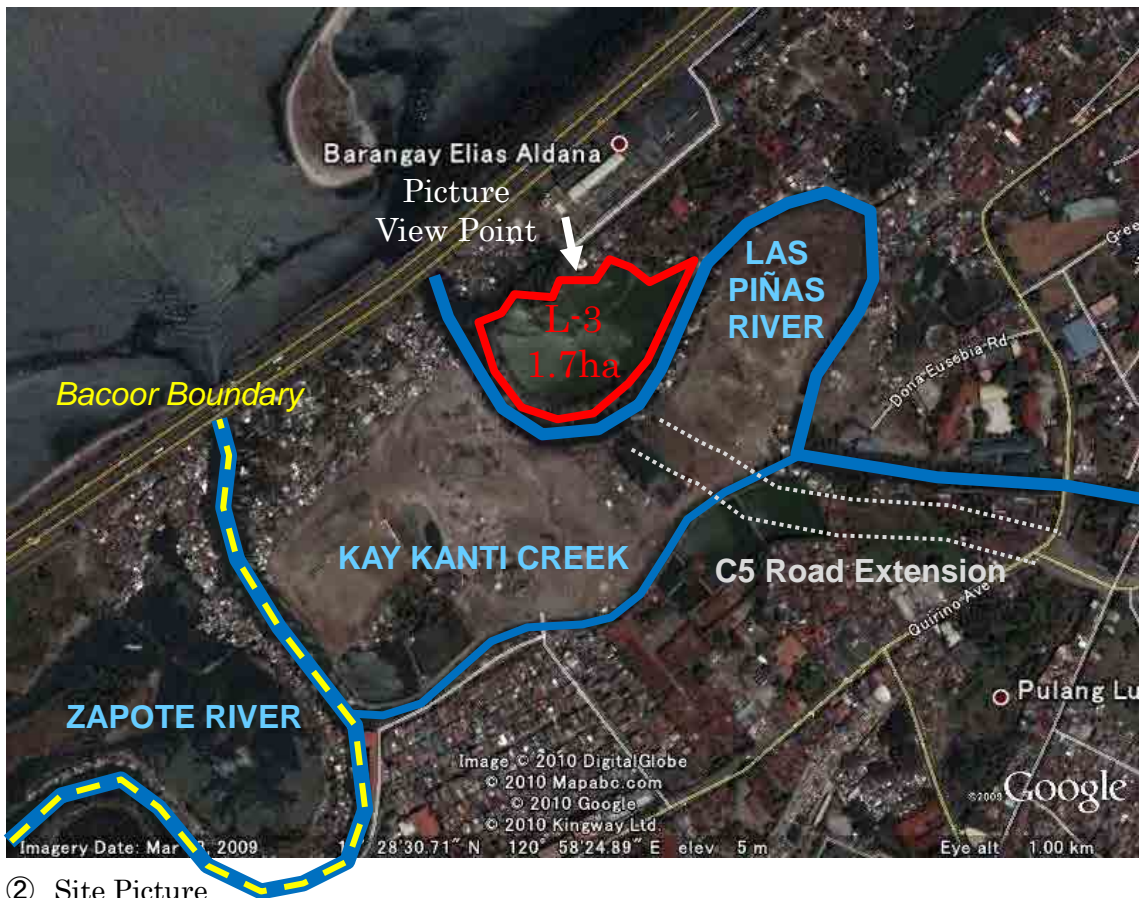 Barangay Elias Aldana
Picture
View Point
LAS
PIÑAS
RIVER
Gree
L-3
1.7ha
Dona Eusebia Rd
Bacoor Boundary
KAY KANTI CREEK
C5 Road Extension
Quirino Ave
ZAPOTE RIVER
Pulang Lu
Image © 2010 DigitalGlobe
© 2010 Mapabc.com
© 2010 Google
© 2010 Kingway Ltd.
©2009 Google
Imagery Date: Mar 2009 28'30.71" N 120° 58'24.89" E elev 5 m Eye alt 1.00 km
② Site Picture